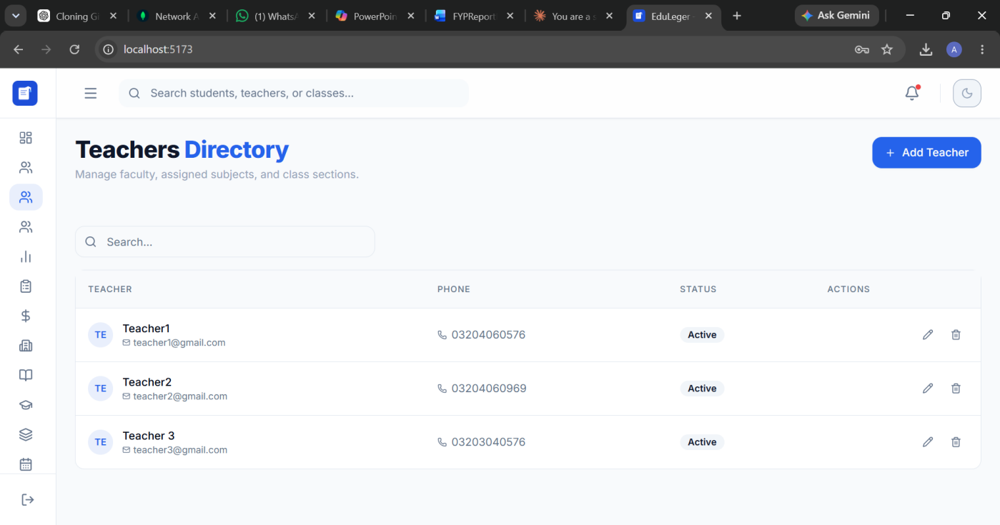 Cloning Gi
Network A
(1) WhatsA
PowerPoin
FYPReport
You are a s
EduLeger -
Ask Gemini
localhost:5173
A
Search students, teachers, or classes...
Teachers Directory
Manage faculty, assigned subjects, and class sections.
+ Add Teacher
Search...
TEACHER PHONE STATUS ACTIONS
TE Teacher1 03204060576 Active
teacher1@gmail.com
TE Teacher2 03204060969 Active
teacher2@gmail.com
TE Teacher 3 03203040576 Active
teacher3@gmail.com